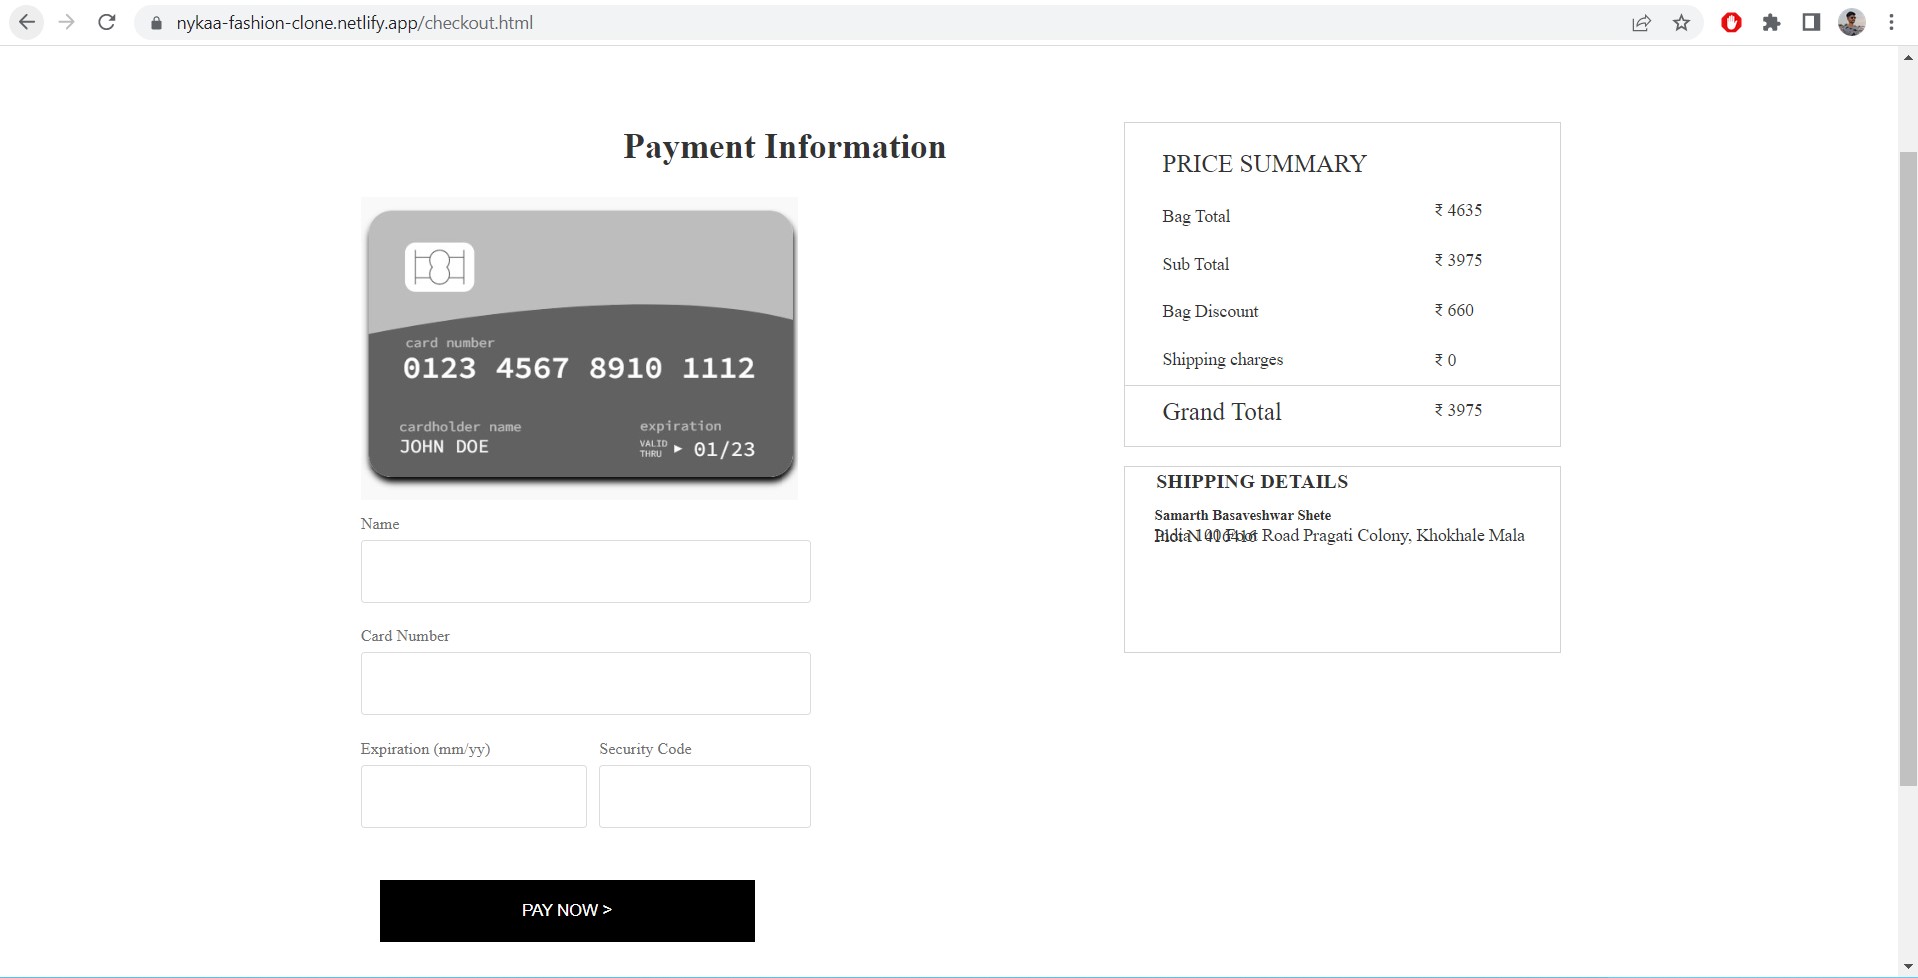 nykaa-fashion-clone.netlify.app/checkout.html
Payment Information
card number
0123 4567 8910 1112
cardholder name
JOHN DOE
expiration
VALID
THRU
01/23
Name
Card Number
Expiration (mm/yy)
Security Code
PAY NOW >
PRICE SUMMARY
Bag Total ₹ 4635
Sub Total ₹ 3975
Bag Discount ₹ 660
Shipping charges ₹ 0
Grand Total ₹ 3975
SHIPPING DETAILS
Samarth Basaveshwar Shete
Road Pragati Colony, Khokhale Mala